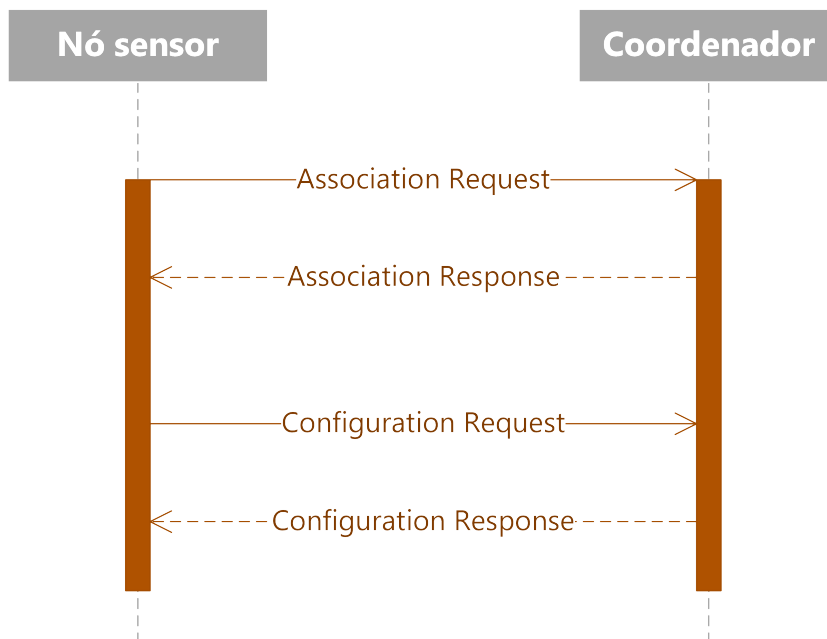 Nó sensor
Coordenador
Association Request
Association Response
Configuration Request
Configuration Response